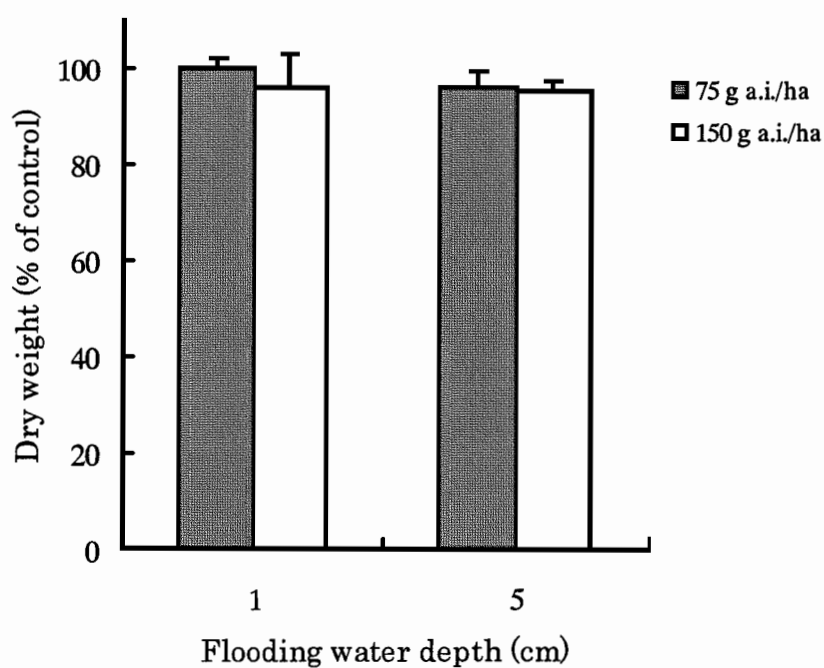 Dry weight (% of control)
100
80
60
40
20
0
1
5
Flooding water depth (cm)
75 g a.i./ha
150 g a.i./ha